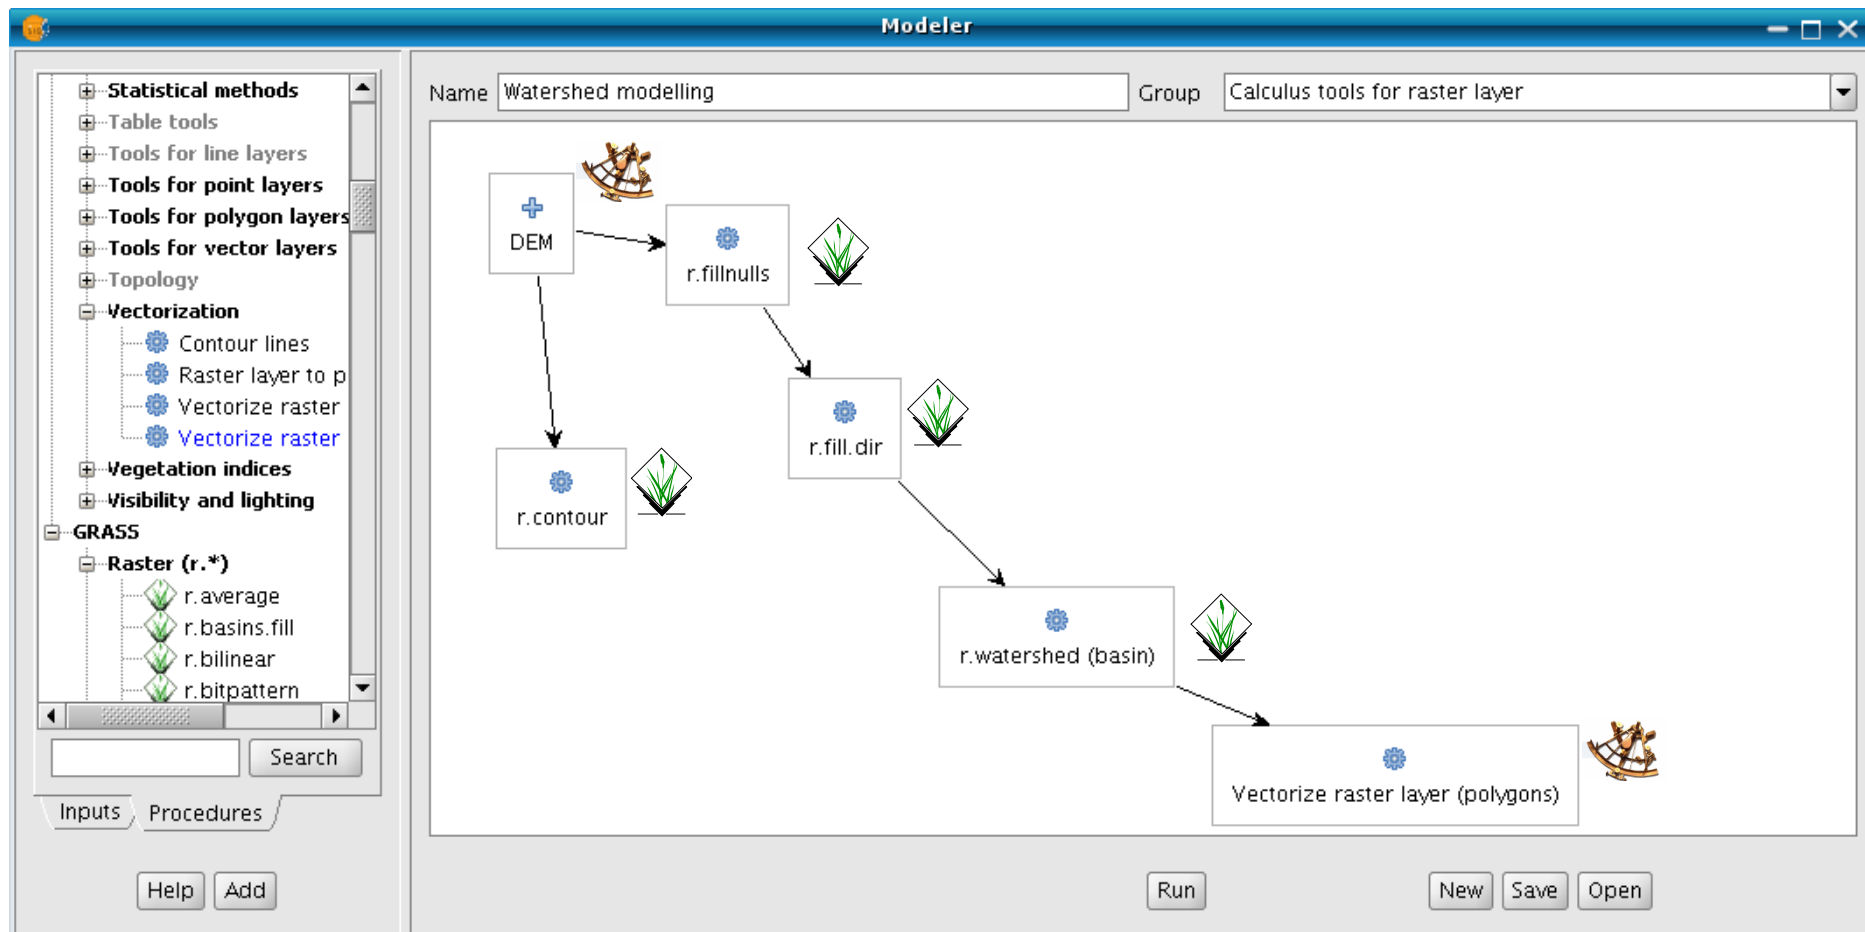 Modeler
Statistical methods
Table tools
Tools for line layers
Tools for point layers
Tools for polygon layers
Tools for vector layers
Topology
Vectorization
Contour lines
Raster layer to p
Vectorize raster
Vectorize raster
Vegetation indices
Visibility and lighting
GRASS
Raster (r.*)
r.average
r.basins.fill
r.bilinear
r.bitpattern
Search
Inputs
Procedures
Help
Add
Name
Watershed modelling
Group
Calculus tools for raster layer
DEM
r.fillnulls
r.fill.dir
r.contour
r.watershed (basin)
Vectorize raster layer (polygons)
Run
New
Save
Open